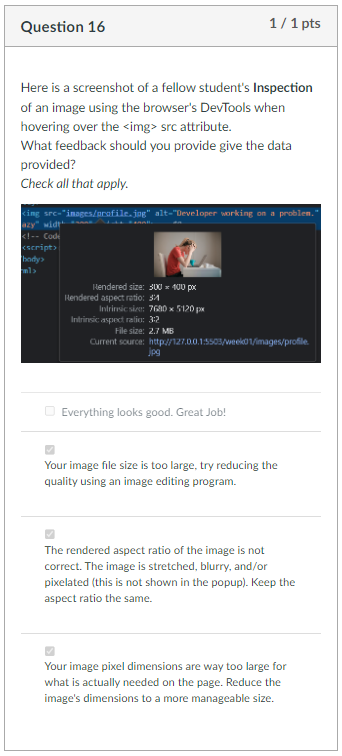 Question 16
1 / 1 pts
Here is a screenshot of a fellow student's Inspection
of an image using the browser's DevTools when
hovering over the <img> src attribute.
What feedback should you provide give the data
provided?
Check all that apply.
<img src="images/profile.jpg" alt="Developer working on a problem."
azy" widt
<!-- Code
<script>
body>
ml>
Rendered size: 300 × 400 px
Rendered aspect ratio: 3:4
Intrinsic size: 7680 × 5120 px
Intrinsic aspect ratio: 3:2
File size: 2.7 MB
Current source: http://127.0.0.1:5503/week01/images/profile.
jpg
Everything looks good. Great Job!
Your image file size is too large, try reducing the
quality using an image editing program.
The rendered aspect ratio of the image is not
correct. The image is stretched, blurry, and/or
pixelated (this is not shown in the popup). Keep the
aspect ratio the same.
Your image pixel dimensions are way too large for
what is actually needed on the page. Reduce the
image's dimensions to a more manageable size.